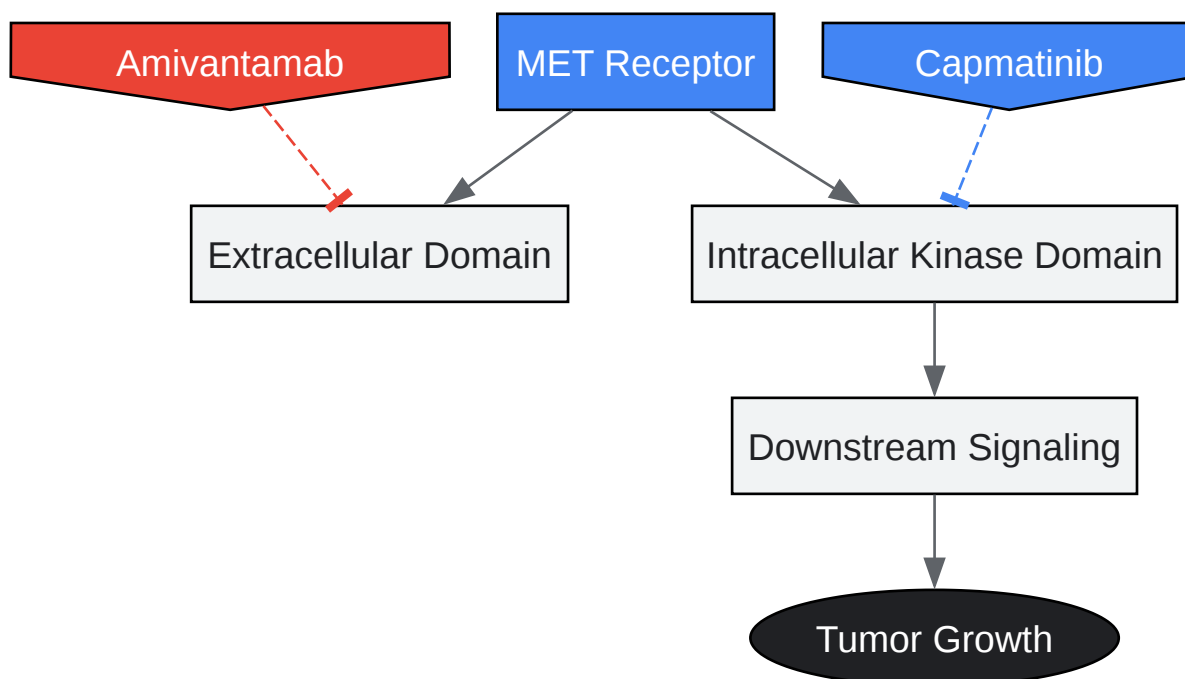 Amivantamab
MET Receptor
Capmatinib
Extracellular Domain
Intracellular Kinase Domain
Downstream Signaling
Tumor Growth